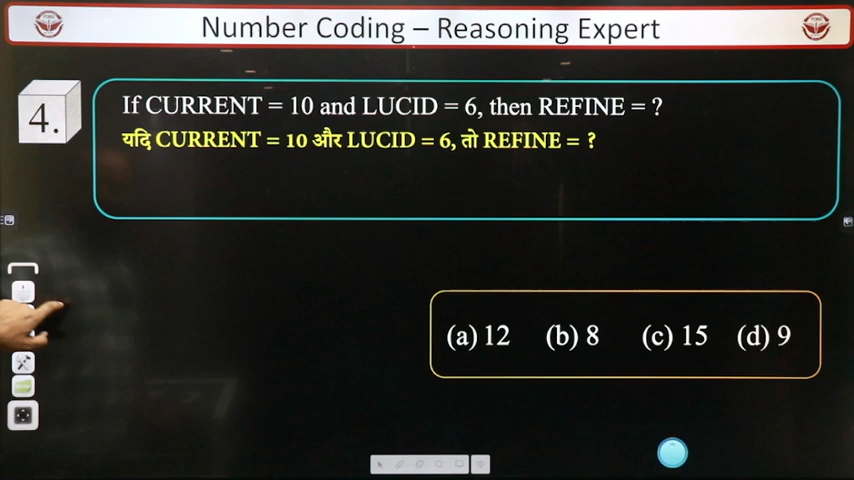 Number Coding – Reasoning Expert
4.
If CURRENT = 10 and LUCID = 6, then REFINE = ?
यदि CURRENT = 10 और LUCID = 6, तो REFINE = ?
(a) 12 (b) 8 (c) 15 (d) 9